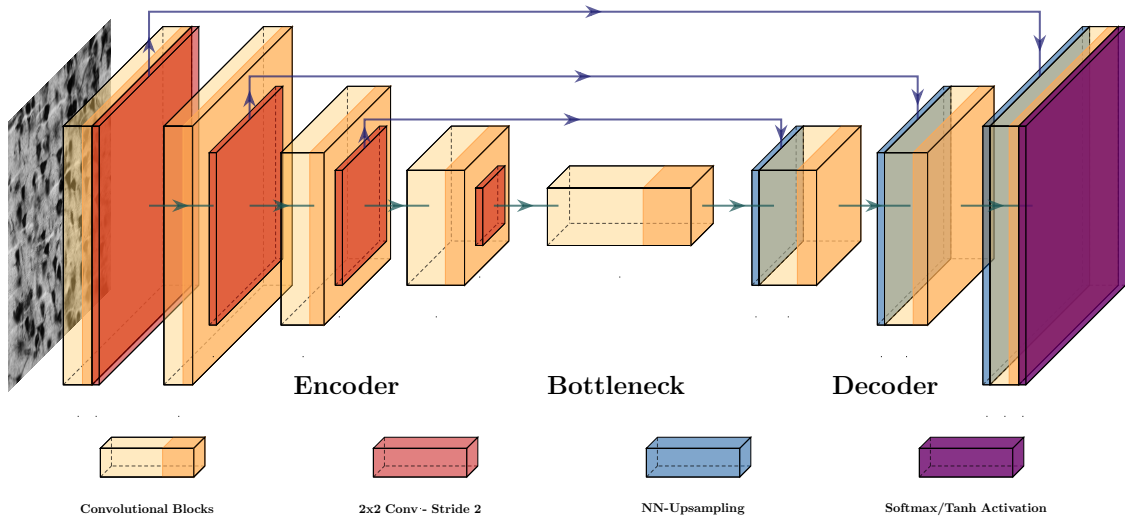 Encoder
Bottleneck
Decoder
Convolutional Blocks
2x2 Conv - Stride 2
NN-Upsampling
Softmax/Tanh Activation